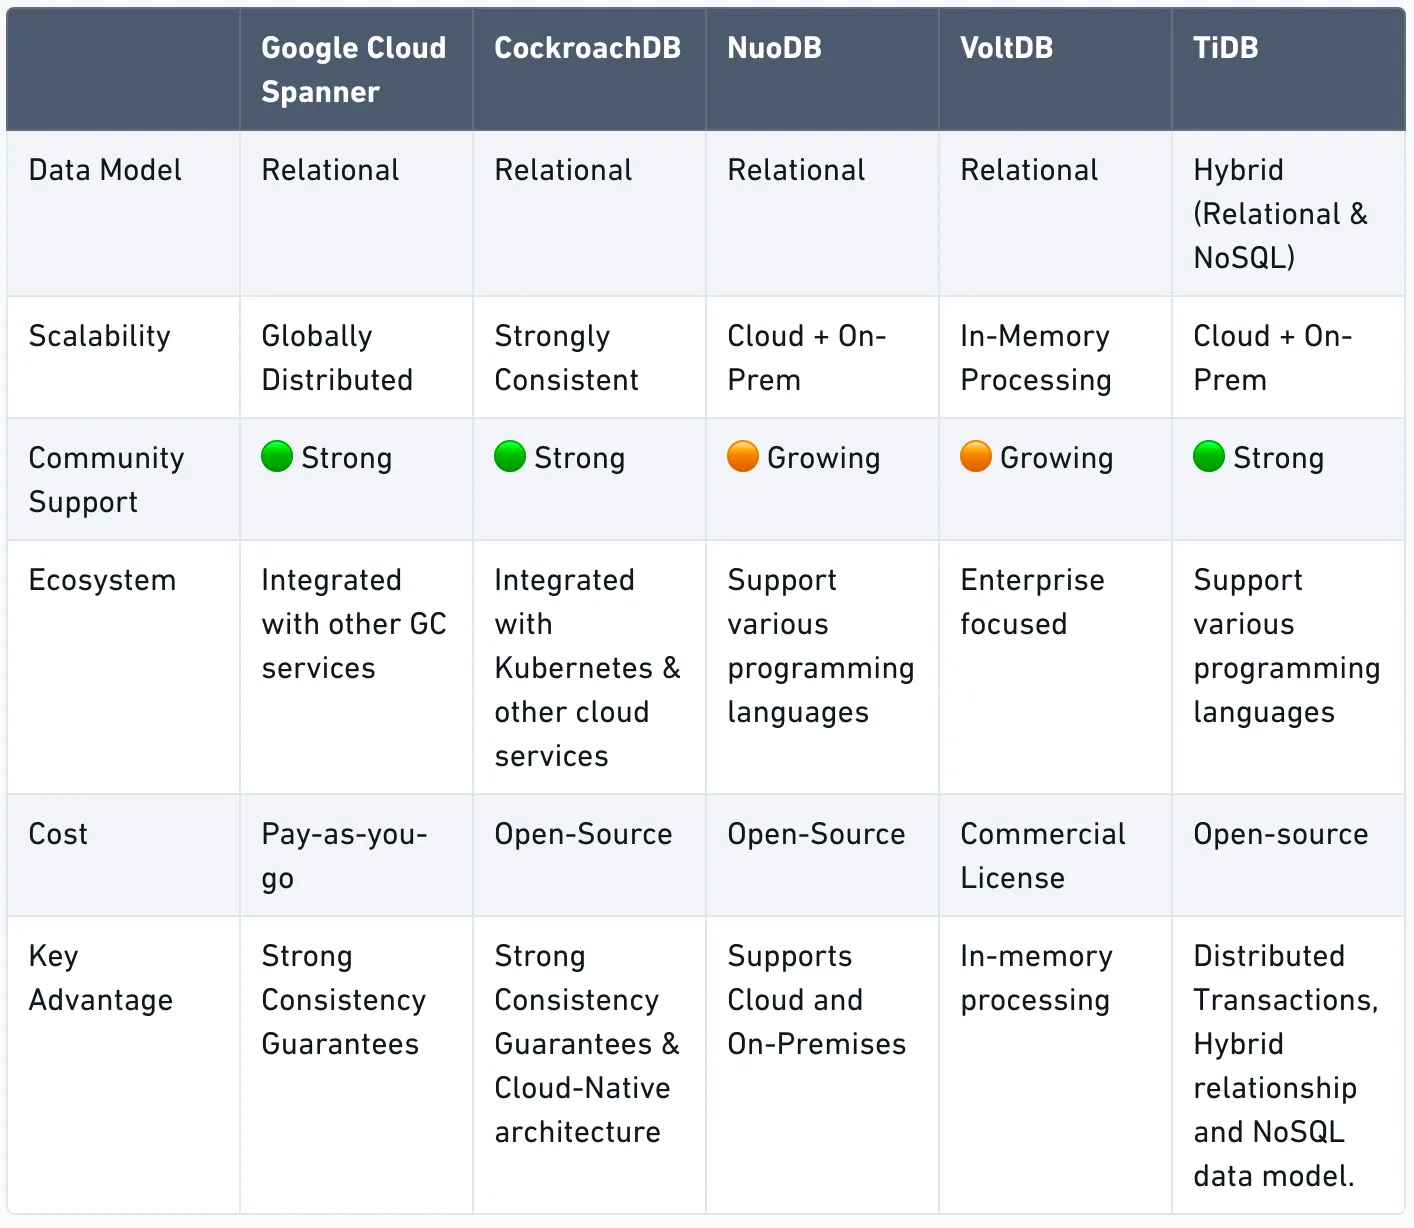 Google Cloud
Spanner
CockroachDB
NuoDB
VoltDB
TiDB
Data Model
Relational
Relational
Relational
Relational
Hybrid
(Relational &
NoSQL)
Scalability
Globally
Distributed
Strongly
Consistent
Cloud + On-
Prem
In-Memory
Processing
Cloud + On-
Prem
Community
Support
Strong
Strong
Growing
Growing
Strong
Ecosystem
Integrated
with other GC
services
Integrated
with
Kubernetes &
other cloud
services
Support
various
programming
languages
Enterprise
focused
Support
various
programming
languages
Cost
Pay-as-you-
go
Open-Source
Open-Source
Commercial
License
Open-source
Key
Advantage
Strong
Consistency
Guarantees
Strong
Consistency
Guarantees &
Cloud-Native
architecture
Supports
Cloud and
On-Premises
In-memory
processing
Distributed
Transactions,
Hybrid
relationship
and NoSQL
data model.